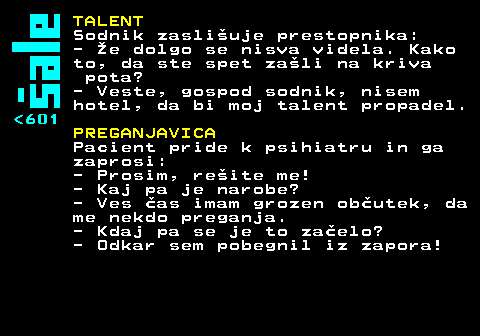 Šale
<601
TALENT
Sodnik zaslišuje prestopnika:
- Že dolgo se nisva videla. Kako
to, da ste spet zašli na kriva
pota?
- Veste, gospod sodnik, nisem
hotel, da bi moj talent propadel.
PREGANJAVICA
Pacient pride k psihiatru in ga
zaprosi:
- Prosim, rešite me!
- Kaj pa je narobe?
- Ves čas imam grozen občutek, da
me nekdo preganja.
- Kdaj pa se je to začelo?
- Odkar sem pobegnil iz zapora!